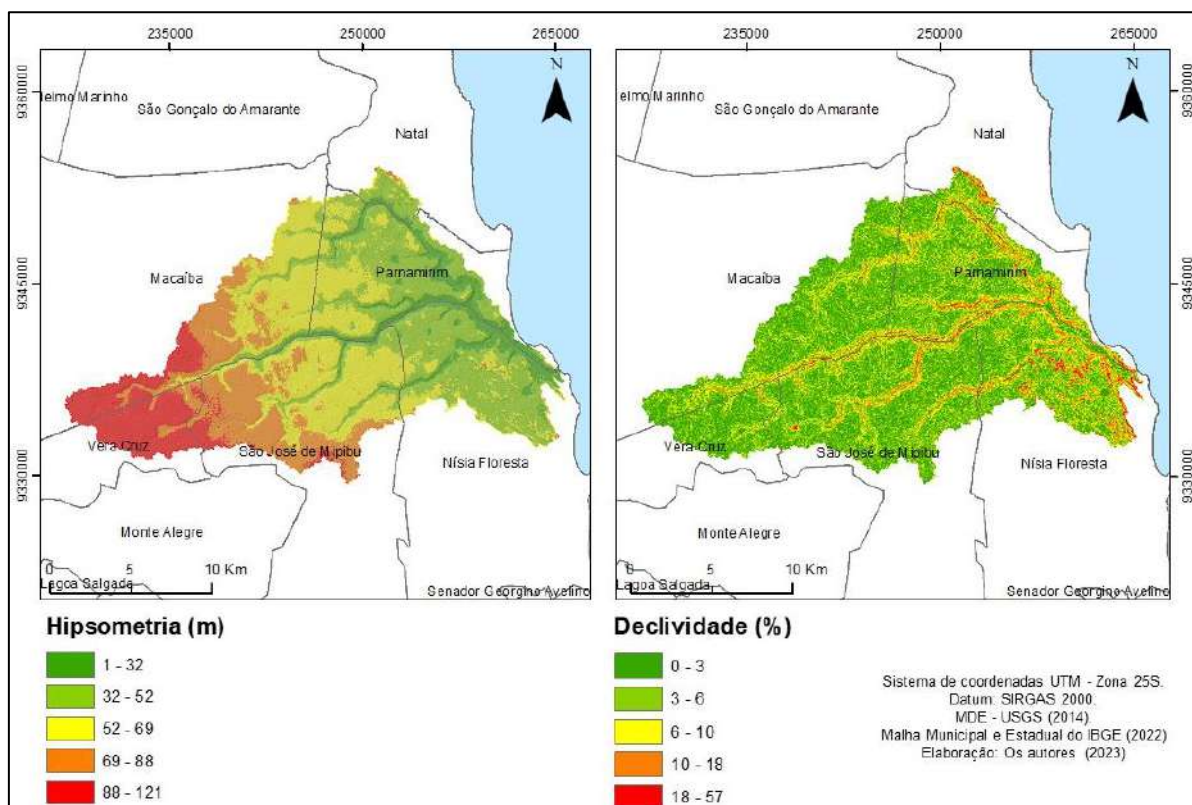 235000 250000 265000
235000 250000 265000
9360000
9345000
9330000
N
elmo Marinho
São Gonçalo do Amarante
Natal
Macaíba
Parnamirim
Vera Cruz
São José de Mipibu
Nísia Floresta
Monte Alegre
Lagoa Salgada
Senador Georgino Avelino
0 5 10 Km
N
elmo Marinho
São Gonçalo do Amarante
Natal
Macaíba
Parnamirim
Vera Cruz
São José de Mipibu
Nísia Floresta
Monte Alegre
Lagoa Salgada
Senador Georgino Avelino
0 5 10 Km
9360000
9345000
9330000
Hipsometria (m)
1 - 32
32 - 52
52 - 69
69 - 88
88 - 121
Declividade (%)
0 - 3
3 - 6
6 - 10
10 - 18
18 - 57
Sistema de coordenadas UTM - Zona 25S.
Datum: SIRGAS 2000.
MDE - USGS (2014).
Malha Municipal e Estadual do IBGE (2022)
Elaboração: Os autores (2023)